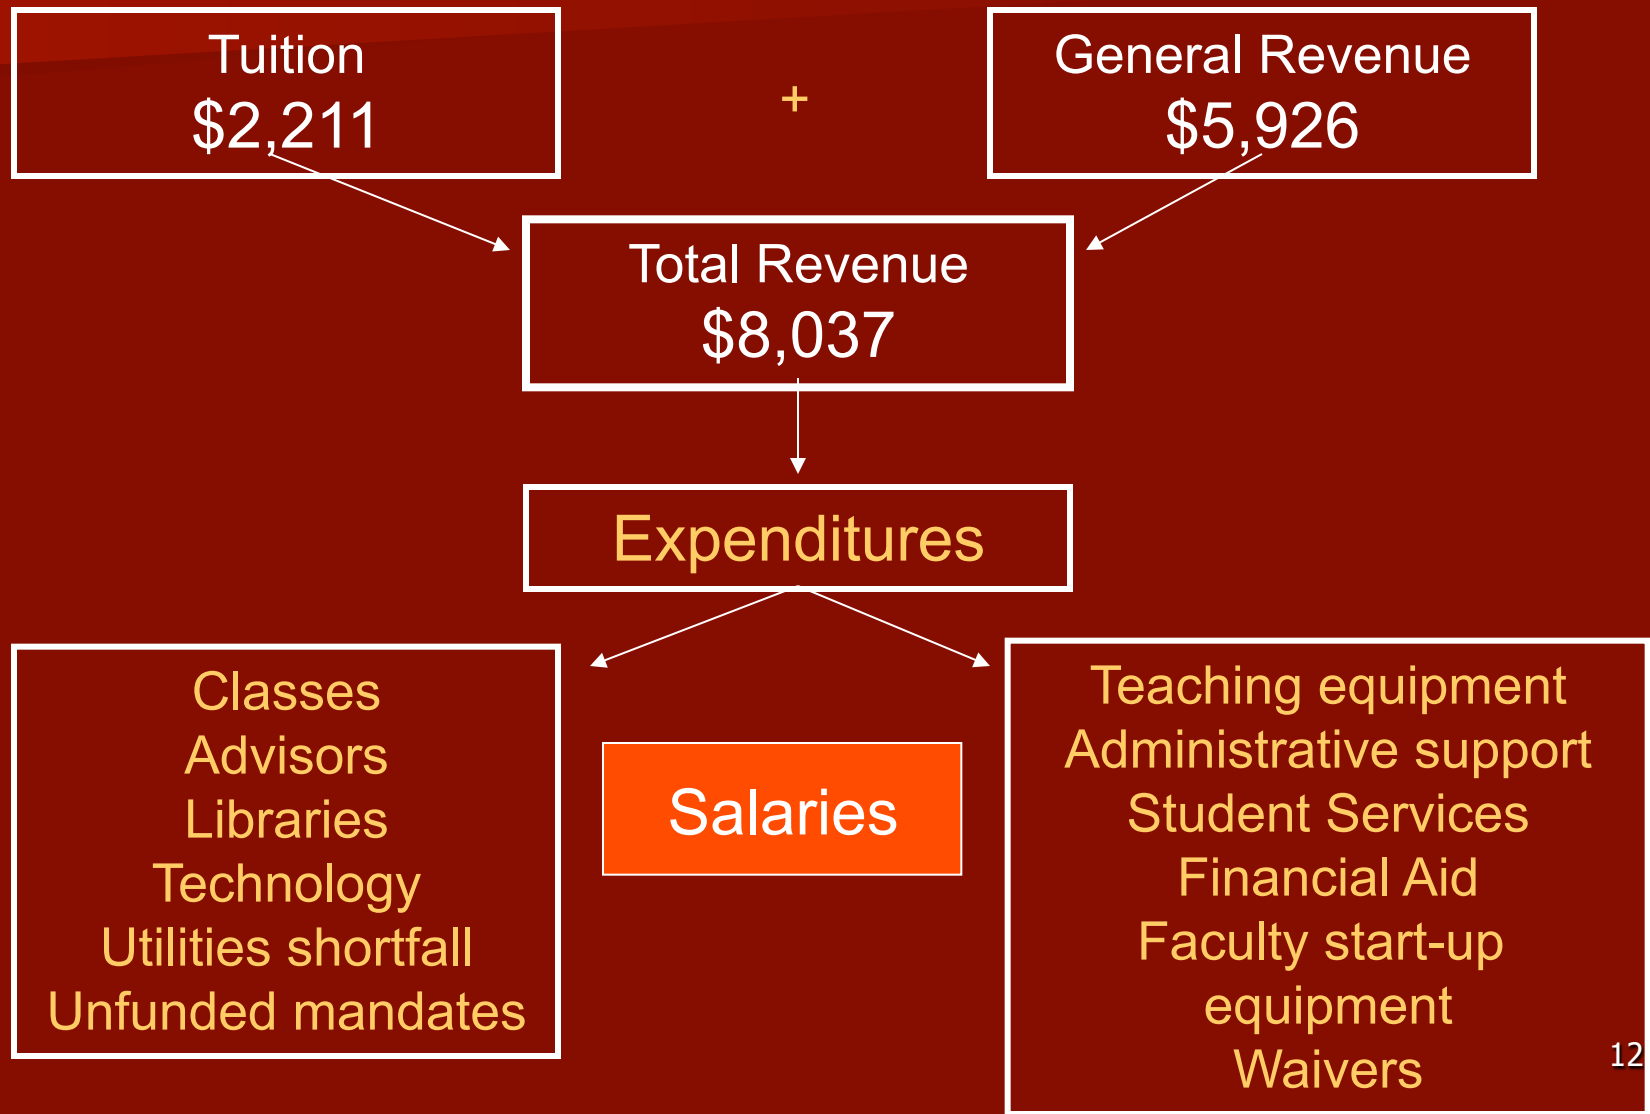 Tuition
$2,211
+
General Revenue
$5,926
Total Revenue
$8,037
Expenditures
Classes
Advisors
Libraries
Technology
Utilities shortfall
Unfunded mandates
Salaries
Teaching equipment
Administrative support
Student Services
Financial Aid
Faculty start-up
equipment
Waivers
12